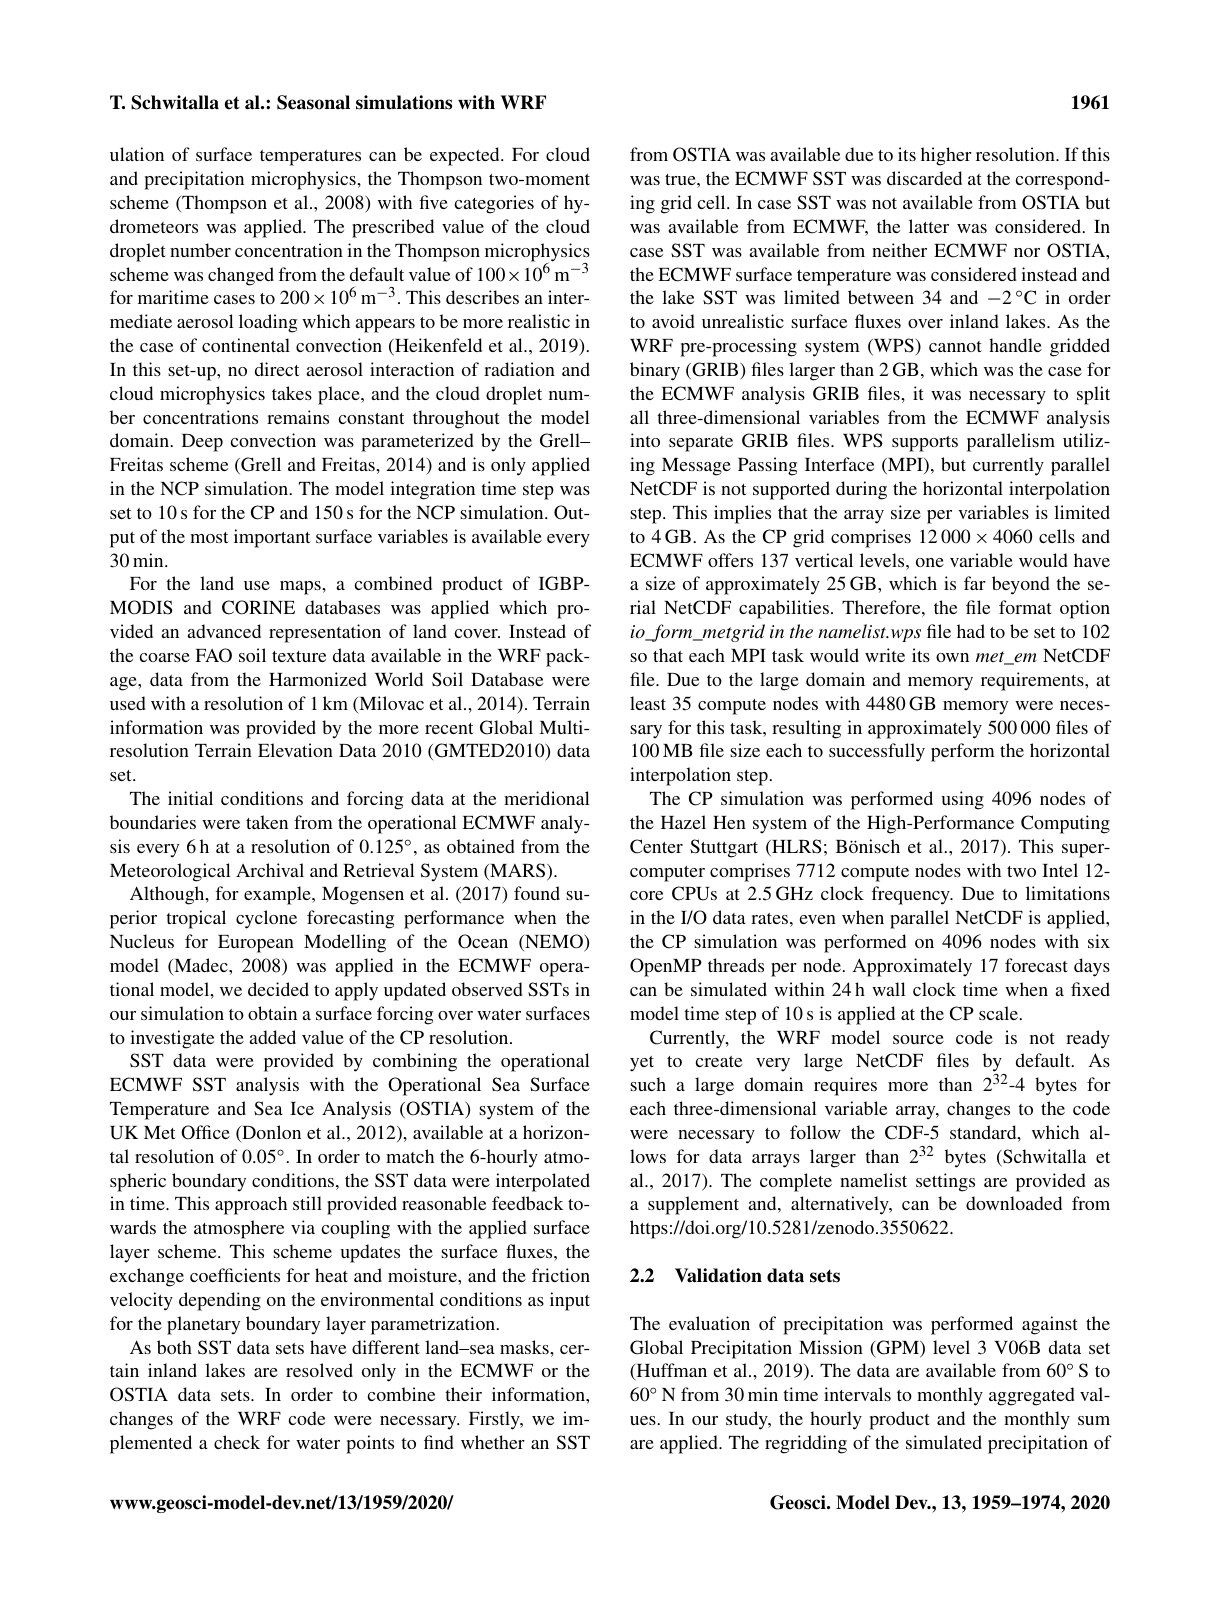 T. Schwitalla et al.: Seasonal simulations with WRF 1961
ulation of surface temperatures can be expected. For cloud
and precipitation microphysics, the Thompson two-moment
scheme (Thompson et al., 2008) with five categories of hy-
drometeors was applied. The prescribed value of the cloud
droplet number concentration in the Thompson microphysics
scheme was changed from the default value of 100 × 10⁶ m⁻³
for maritime cases to 200 × 10⁶ m⁻³. This describes an inter-
mediate aerosol loading which appears to be more realistic in
the case of continental convection (Heikenfeld et al., 2019).
In this set-up, no direct aerosol interaction of radiation and
cloud microphysics takes place, and the cloud droplet num-
ber concentrations remains constant throughout the model
domain. Deep convection was parameterized by the Grell–
Freitas scheme (Grell and Freitas, 2014) and is only applied
in the NCP simulation. The model integration time step was
set to 10 s for the CP and 150 s for the NCP simulation. Out-
put of the most important surface variables is available every
30 min.
For the land use maps, a combined product of IGBP-
MODIS and CORINE databases was applied which pro-
vided an advanced representation of land cover. Instead of
the coarse FAO soil texture data available in the WRF pack-
age, data from the Harmonized World Soil Database were
used with a resolution of 1 km (Milovac et al., 2014). Terrain
information was provided by the more recent Global Multi-
resolution Terrain Elevation Data 2010 (GMTED2010) data
set.
The initial conditions and forcing data at the meridional
boundaries were taken from the operational ECMWF analy-
sis every 6 h at a resolution of 0.125°, as obtained from the
Meteorological Archival and Retrieval System (MARS).
Although, for example, Mogensen et al. (2017) found su-
perior tropical cyclone forecasting performance when the
Nucleus for European Modelling of the Ocean (NEMO)
model (Madec, 2008) was applied in the ECMWF opera-
tional model, we decided to apply updated observed SSTs in
our simulation to obtain a surface forcing over water surfaces
to investigate the added value of the CP resolution.
SST data were provided by combining the operational
ECMWF SST analysis with the Operational Sea Surface
Temperature and Sea Ice Analysis (OSTIA) system of the
UK Met Office (Donlon et al., 2012), available at a horizon-
tal resolution of 0.05°. In order to match the 6-hourly atmo-
spheric boundary conditions, the SST data were interpolated
in time. This approach still provided reasonable feedback to-
wards the atmosphere via coupling with the applied surface
layer scheme. This scheme updates the surface fluxes, the
exchange coefficients for heat and moisture, and the friction
velocity depending on the environmental conditions as input
for the planetary boundary layer parametrization.
As both SST data sets have different land–sea masks, cer-
tain inland lakes are resolved only in the ECMWF or the
OSTIA data sets. In order to combine their information,
changes of the WRF code were necessary. Firstly, we im-
plemented a check for water points to find whether an SST
from OSTIA was available due to its higher resolution. If this
was true, the ECMWF SST was discarded at the correspond-
ing grid cell. In case SST was not available from OSTIA but
was available from ECMWF, the latter was considered. In
case SST was available from neither ECMWF nor OSTIA,
the ECMWF surface temperature was considered instead and
the lake SST was limited between 34 and −2 °C in order
to avoid unrealistic surface fluxes over inland lakes. As the
WRF pre-processing system (WPS) cannot handle gridded
binary (GRIB) files larger than 2 GB, which was the case for
the ECMWF analysis GRIB files, it was necessary to split
all three-dimensional variables from the ECMWF analysis
into separate GRIB files. WPS supports parallelism utiliz-
ing Message Passing Interface (MPI), but currently parallel
NetCDF is not supported during the horizontal interpolation
step. This implies that the array size per variables is limited
to 4 GB. As the CP grid comprises 12 000 × 4060 cells and
ECMWF offers 137 vertical levels, one variable would have
a size of approximately 25 GB, which is far beyond the se-
rial NetCDF capabilities. Therefore, the file format option
io_form_metgrid in the namelist.wps file had to be set to 102
so that each MPI task would write its own met_em NetCDF
file. Due to the large domain and memory requirements, at
least 35 compute nodes with 4480 GB memory were neces-
sary for this task, resulting in approximately 500 000 files of
100 MB file size each to successfully perform the horizontal
interpolation step.
The CP simulation was performed using 4096 nodes of
the Hazel Hen system of the High-Performance Computing
Center Stuttgart (HLRS; Bönisch et al., 2017). This super-
computer comprises 7712 compute nodes with two Intel 12-
core CPUs at 2.5 GHz clock frequency. Due to limitations
in the I/O data rates, even when parallel NetCDF is applied,
the CP simulation was performed on 4096 nodes with six
OpenMP threads per node. Approximately 17 forecast days
can be simulated within 24 h wall clock time when a fixed
model time step of 10 s is applied at the CP scale.
Currently, the WRF model source code is not ready
yet to create very large NetCDF files by default. As
such a large domain requires more than 2³²-4 bytes for
each three-dimensional variable array, changes to the code
were necessary to follow the CDF-5 standard, which al-
lows for data arrays larger than 2³² bytes (Schwitalla et
al., 2017). The complete namelist settings are provided as
a supplement and, alternatively, can be downloaded from
https://doi.org/10.5281/zenodo.3550622.
2.2 Validation data sets
The evaluation of precipitation was performed against the
Global Precipitation Mission (GPM) level 3 V06B data set
(Huffman et al., 2019). The data are available from 60° S to
60° N from 30 min time intervals to monthly aggregated val-
ues. In our study, the hourly product and the monthly sum
are applied. The regridding of the simulated precipitation of
www.geosci-model-dev.net/13/1959/2020/ Geosci. Model Dev., 13, 1959–1974, 2020